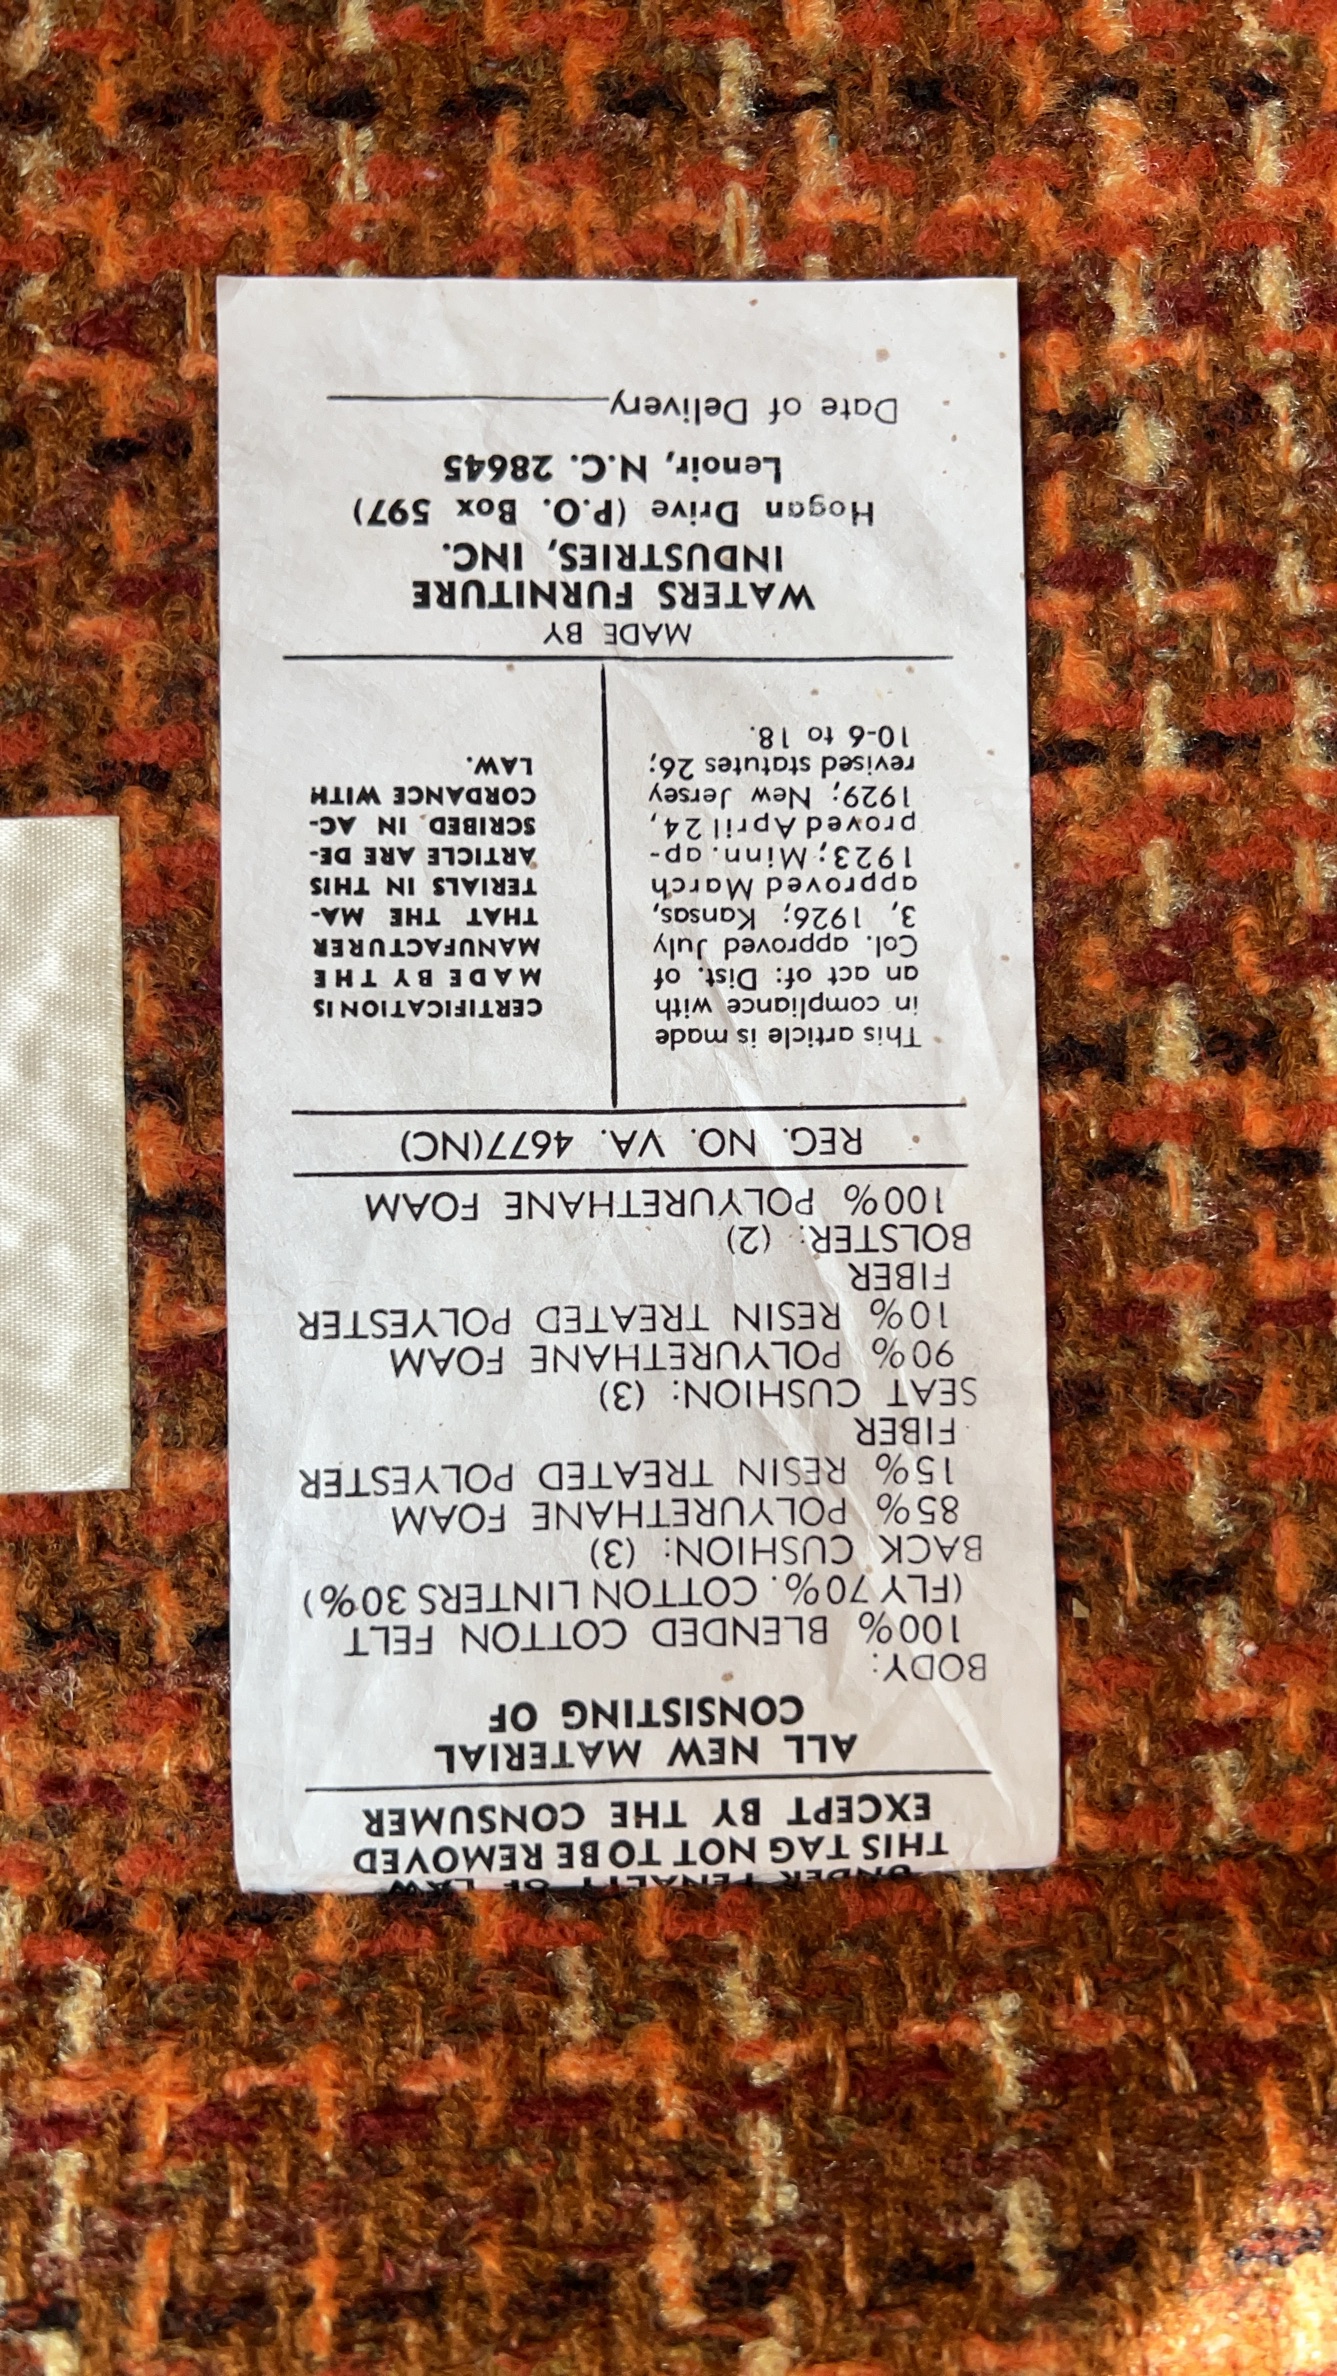 UNDER PENALTY OF LAW
THIS TAG NOT TO BE REMOVED
EXCEPT BY THE CONSUMER
ALL NEW MATERIAL
CONSISTING OF
BODY:
100% BLENDED COTTON FELT
(FLY 70%. COTTON LINTERS 30%)
BACK CUSHION: (3)
85% POLYURETHANE FOAM
15% RESIN TREATED POLYESTER
FIBER
SEAT CUSHION: (3)
90% POLYURETHANE FOAM
10% RESIN TREATED POLYESTER
FIBER
BOLSTER: (2)
100% POLYURETHANE FOAM
REG. NO. VA. 4677(NC)
This article is made
in compliance with
an act of: Dist. of
Col. approved July
3, 1926; Kansas,
approved March
1923; Minn. ap-
proved April 24,
1929; New Jersey
revised statutes 26;
10-6 to 18.
CERTIFICATION IS
MADE BY THE
MANUFACTURER
THAT THE MA-
TERIALS IN THIS
ARTICLE ARE DE-
SCRIBED IN AC-
CORDANCE WITH
LAW.
MADE BY
WATERS FURNITURE
INDUSTRIES, INC.
Hogan Drive (P.O. Box 597)
Lenoir, N.C. 28645
Date of Delivery